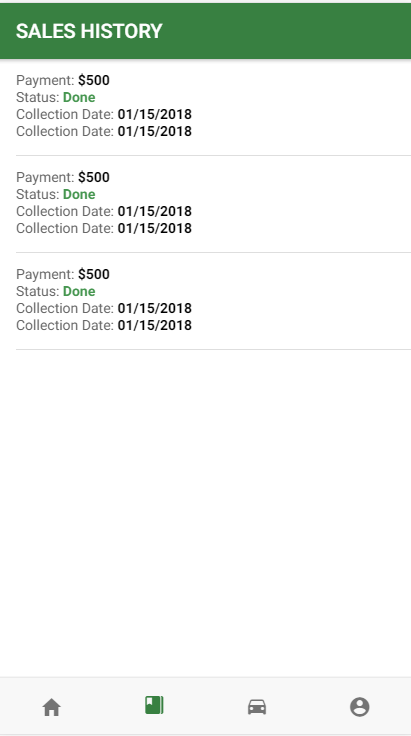 SALES HISTORY
Payment: $500
Status: Done
Collection Date: 01/15/2018
Collection Date: 01/15/2018
Payment: $500
Status: Done
Collection Date: 01/15/2018
Collection Date: 01/15/2018
Payment: $500
Status: Done
Collection Date: 01/15/2018
Collection Date: 01/15/2018